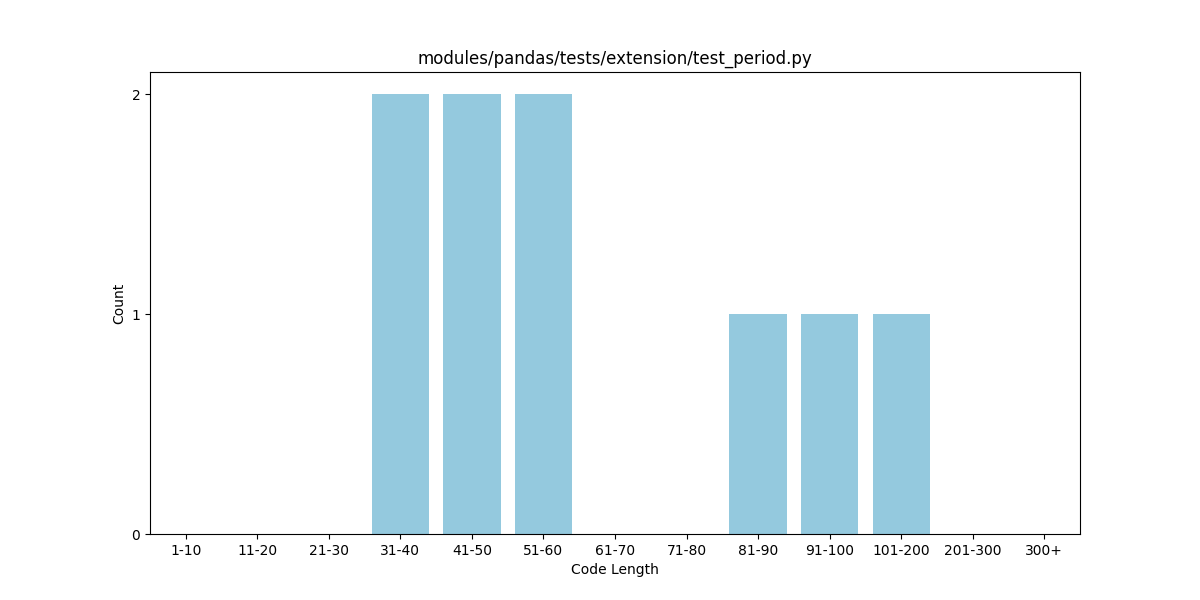 modules/pandas/tests/extension/test_period.py
2
1
0
Count
1-10 11-20 21-30 31-40 41-50 51-60 61-70 71-80 81-90 91-100 101-200 201-300 300+
Code Length